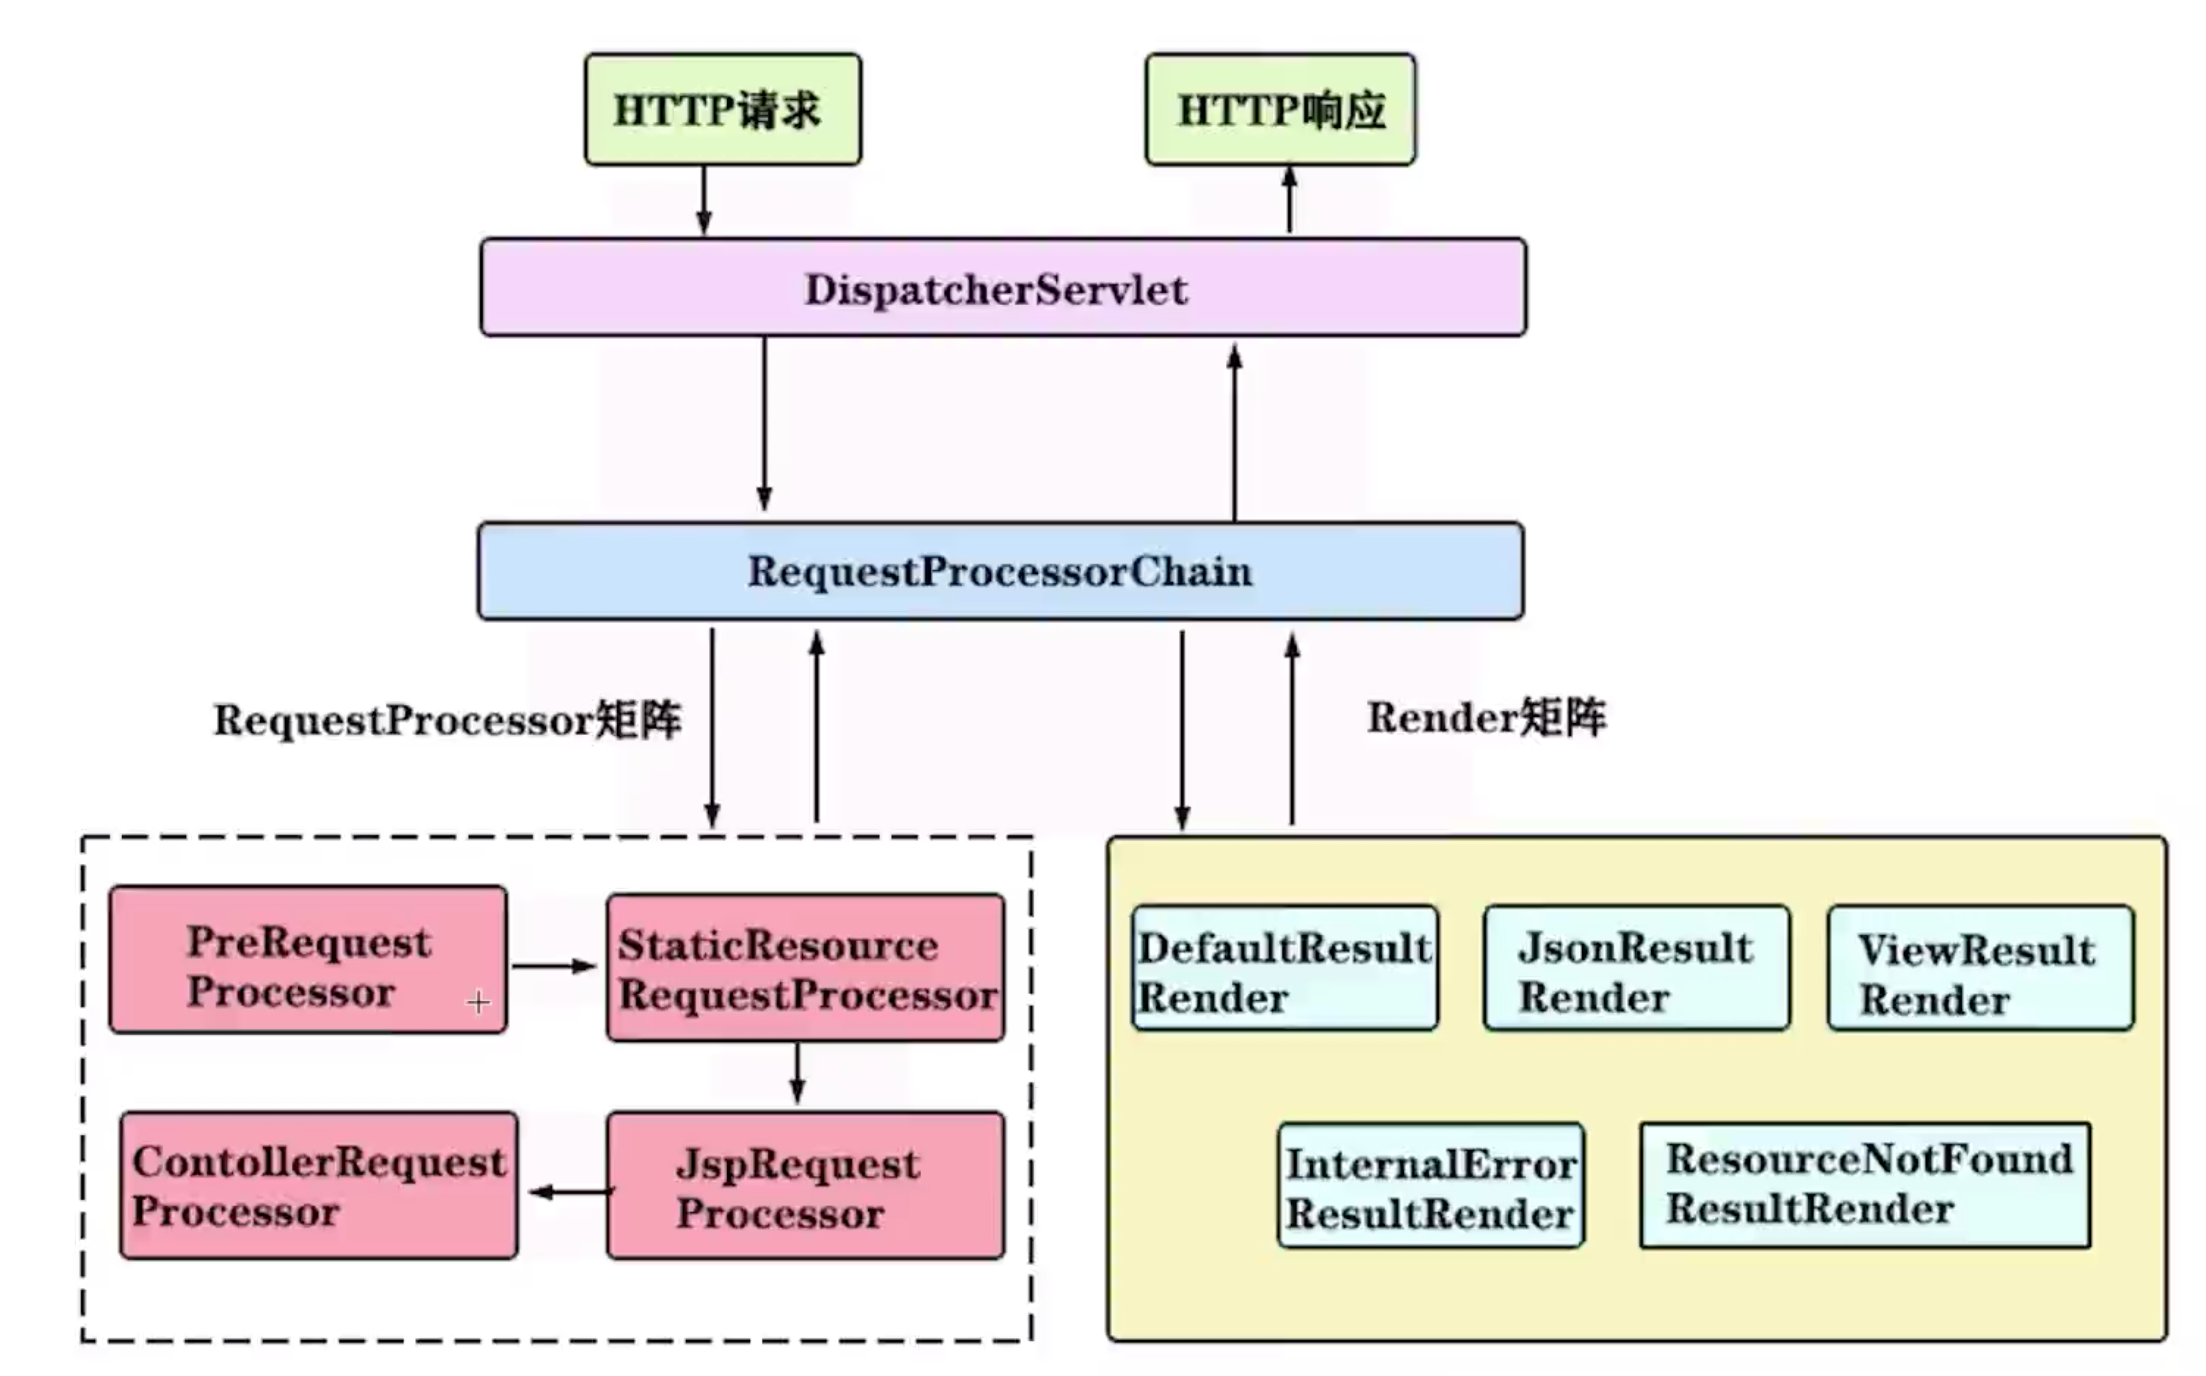 HTTP请求
HTTP响应
DispatcherServlet
RequestProcessorChain
RequestProcessor矩阵
Render矩阵
PreRequest
Processor
StaticResource
RequestProcessor
ContollerRequest
Processor
JspRequest
Processor
DefaultResult
Render
JsonResult
Render
ViewResult
Render
InternalError
ResultRender
ResourceNotFound
ResultRender